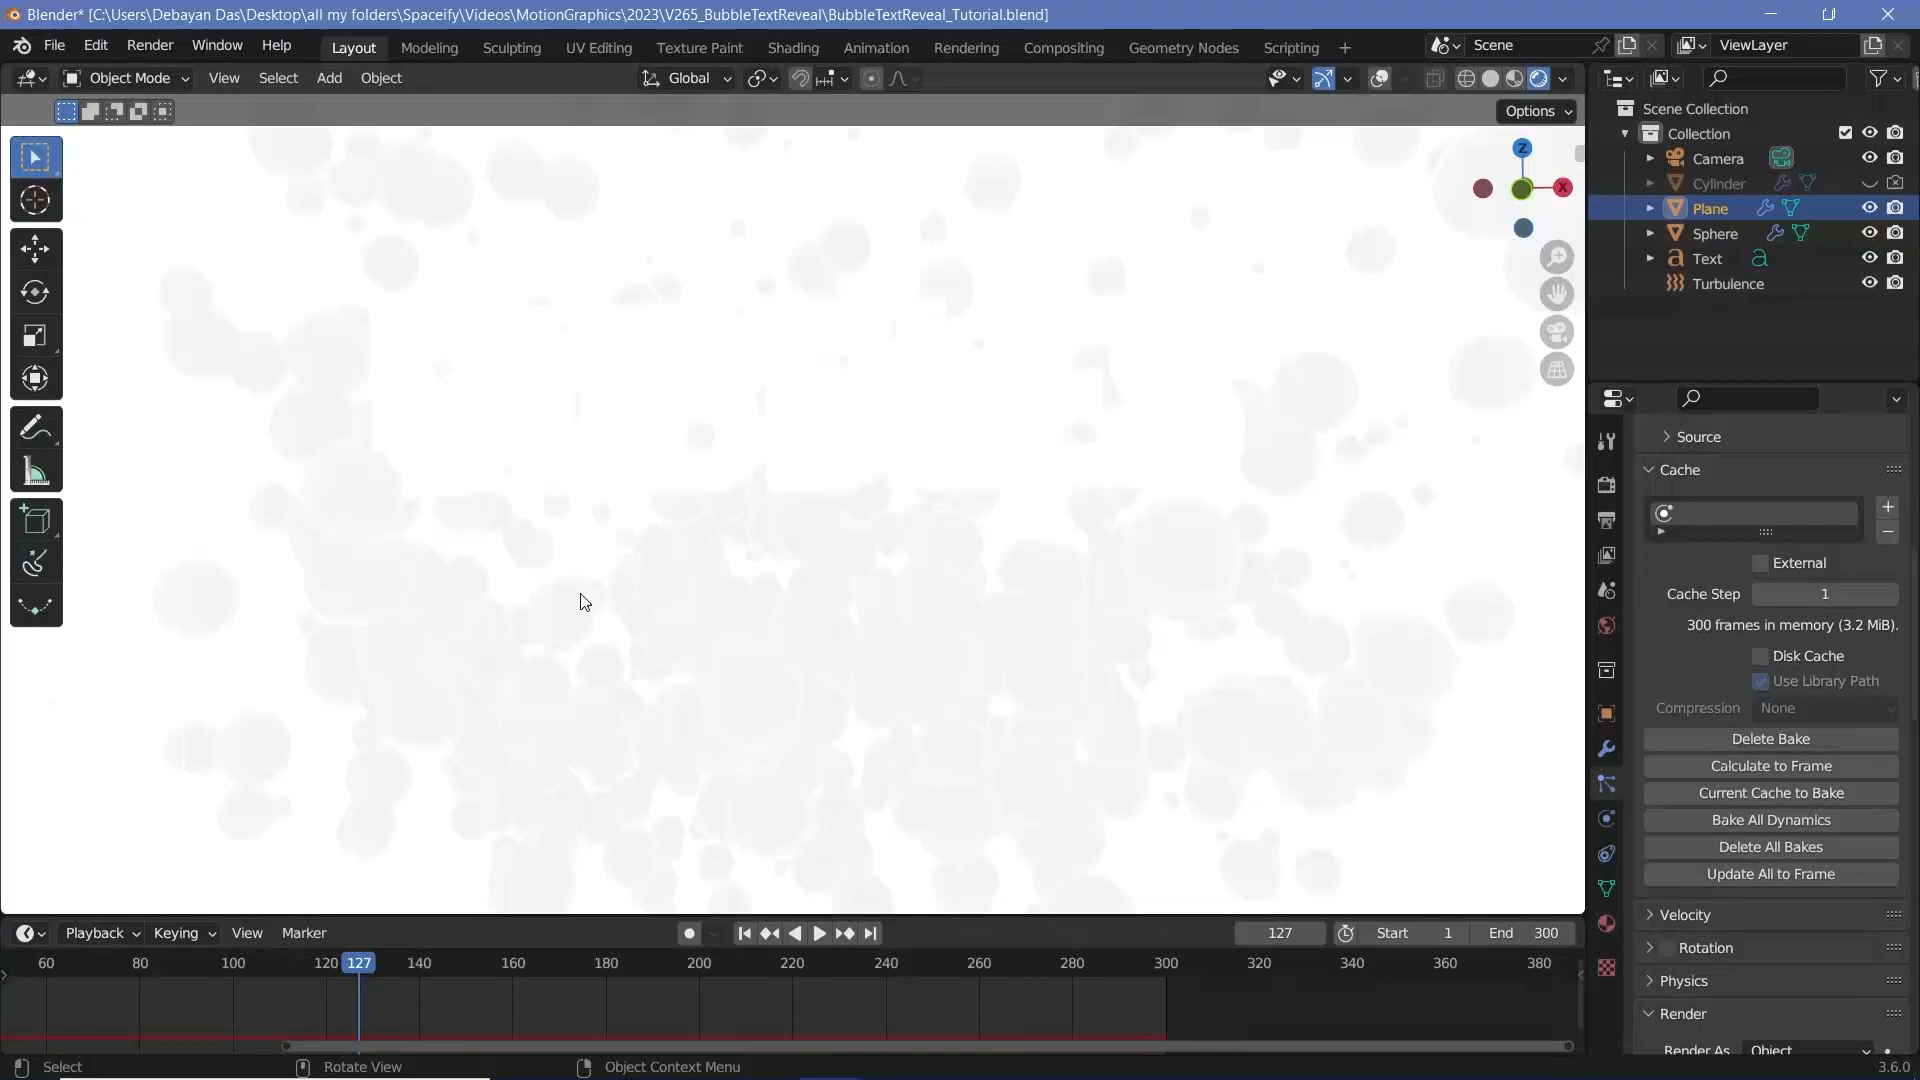 Blender* [C:\Users\Debayan Das\Desktop\all my folders\Spaceify\Videos\MotionGraphics\2023\V265_BubbleTextReveal\BubbleTextReveal_Tutorial.blend]
File Edit Render Window Help Layout Modeling Sculpting UV Editing Texture Paint Shading Animation Rendering Compositing Geometry Nodes Scripting + Scene ViewLayer
Object Mode View Select Add Object Global
Options
Scene Collection
Collection
Camera
Cylinder
Plane
Sphere
Text
Turbulence
Z
X
Source
Cache
External
Cache Step 1
300 frames in memory (3.2 MiB).
Disk Cache
Use Library Path
Compression None
Delete Bake
Calculate to Frame
Current Cache to Bake
Bake All Dynamics
Delete All Bakes
Update All to Frame
Velocity
Rotation
Physics
Render
Render As Object
Playback Keying View Marker 127 Start 1 End 300
60 80 100 120 127 140 160 180 200 220 240 260 280 300 320 340 360 380
Select Rotate View Object Context Menu 3.6.0